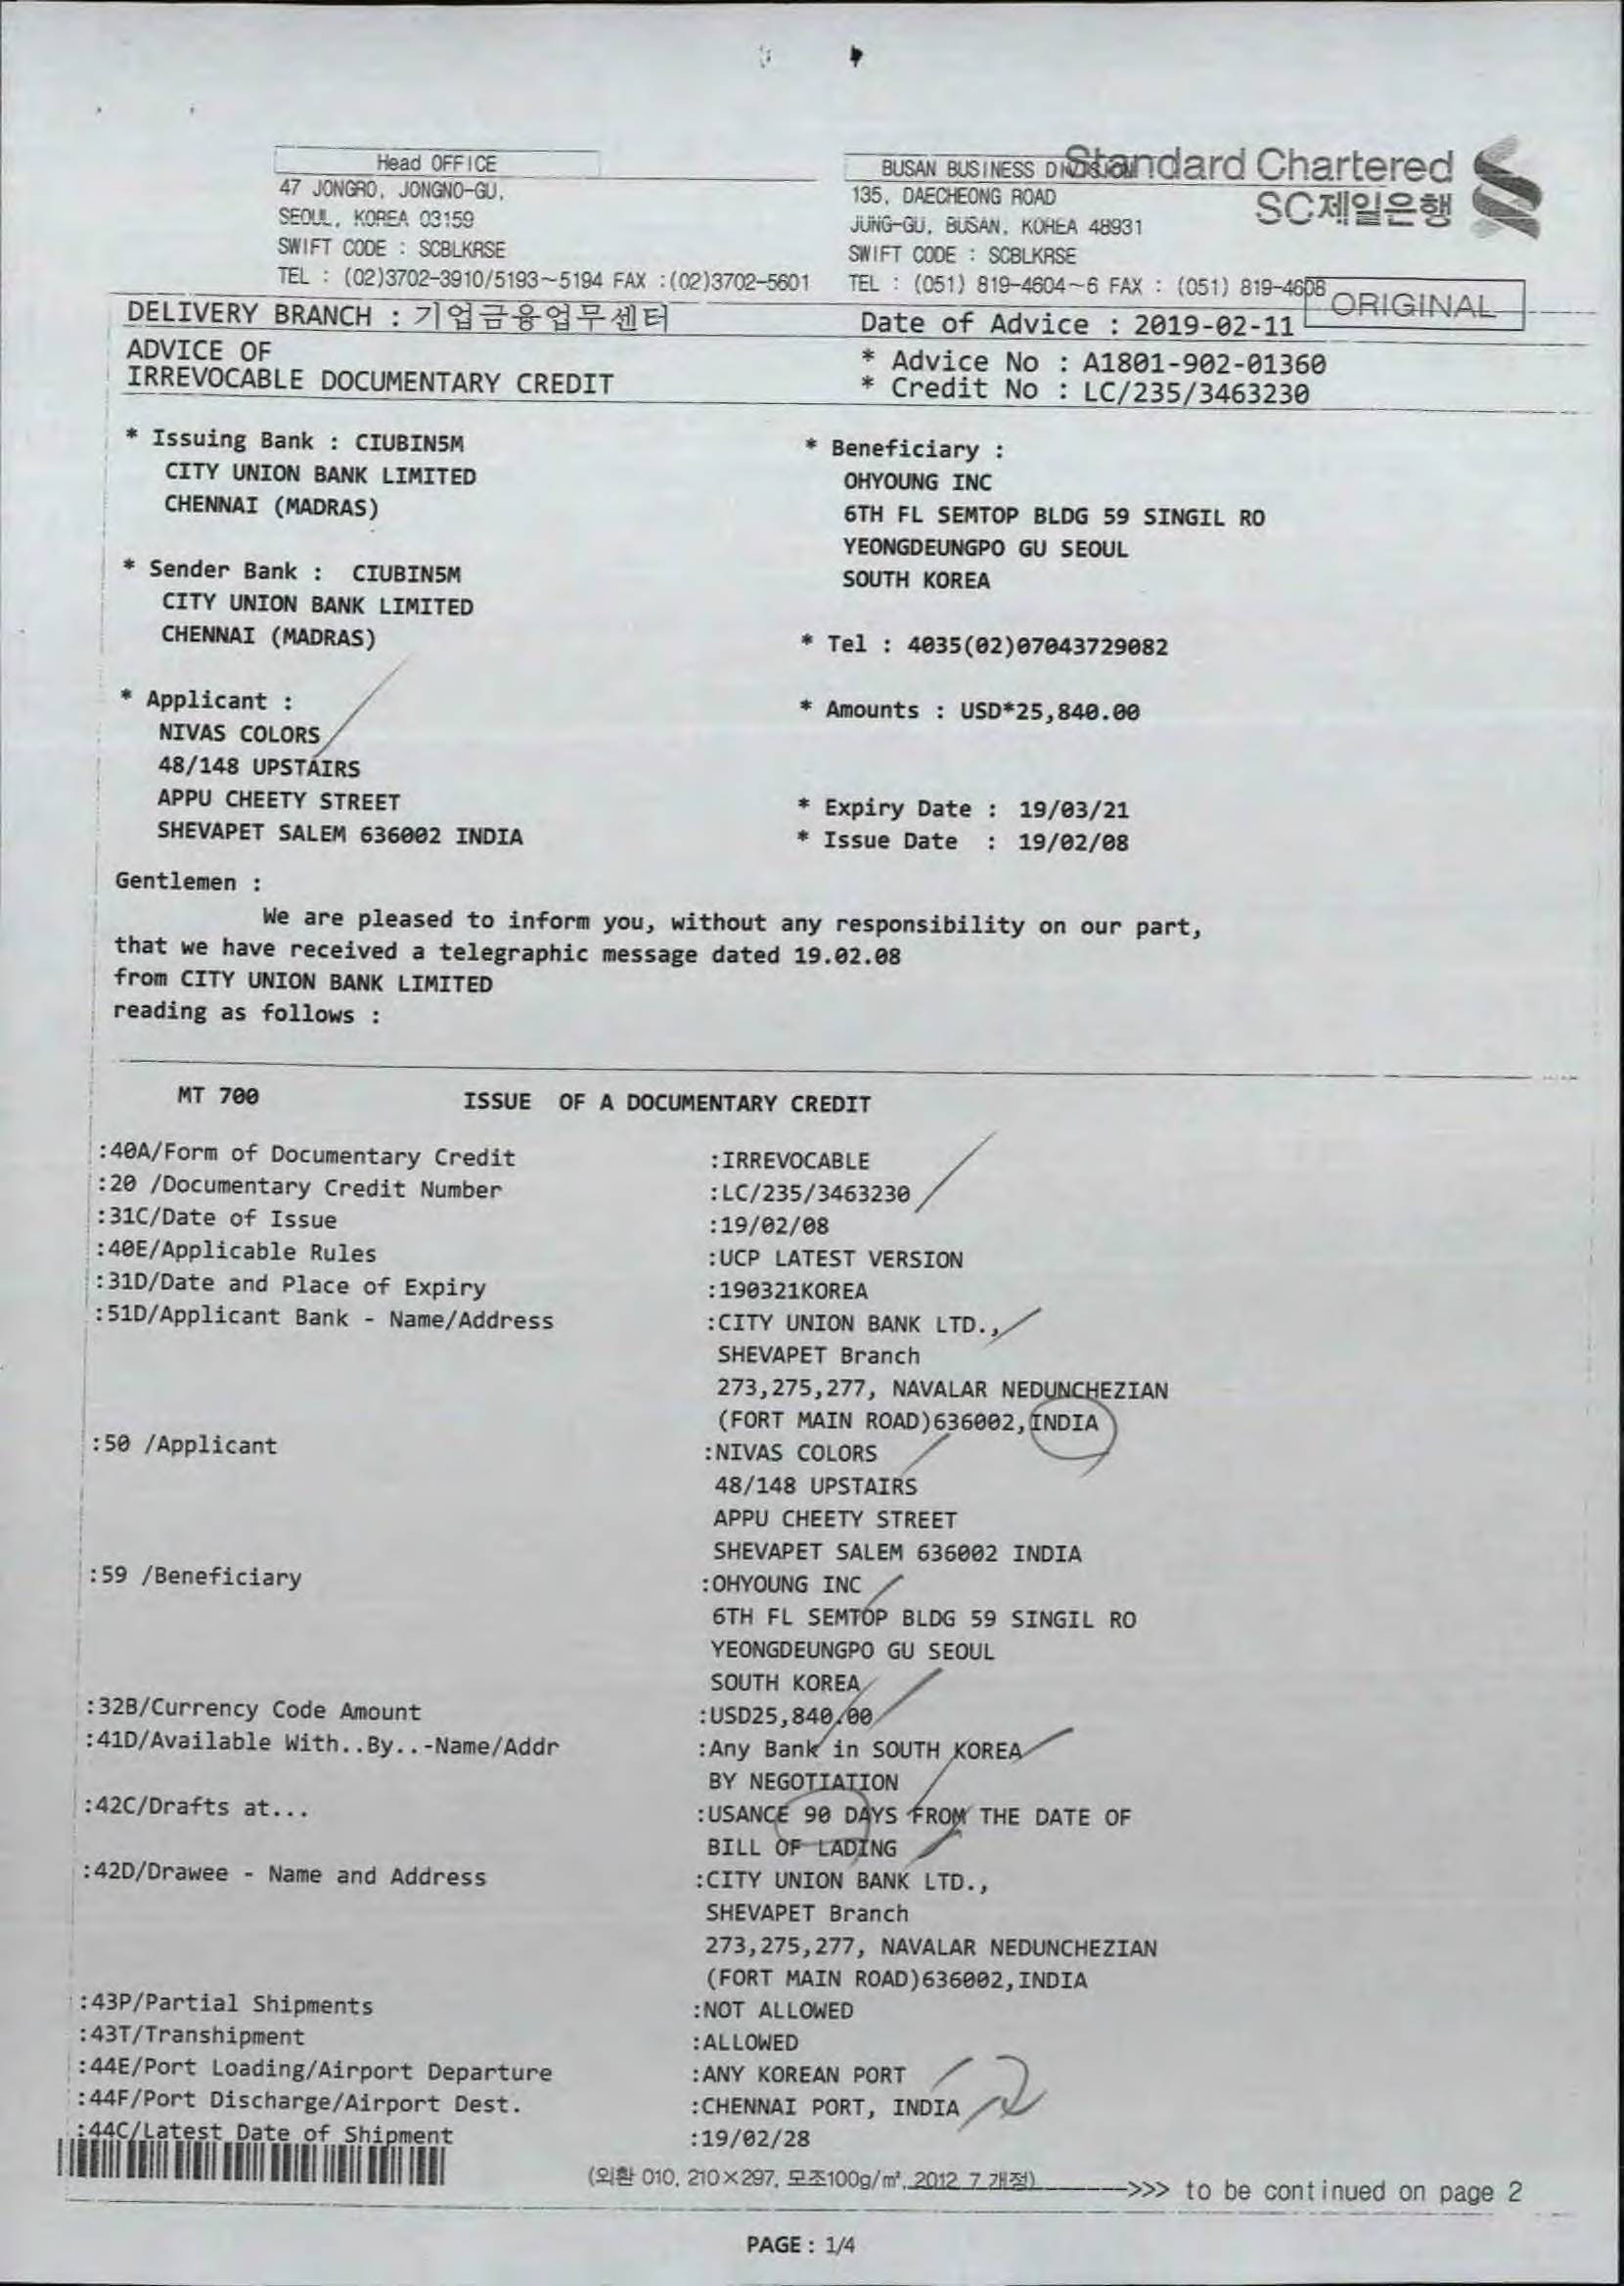 Head OFFICE
47 JONGRO, JONGNO-GU,
SEOUL, KOREA 03159
SWIFT CODE : SCBLKRSE
TEL : (02)3702-3910/5193~5194 FAX :(02)3702-5601
BUSAN BUSINESS DIVISION
135, DAECHEONG ROAD
JUNG-GU, BUSAN, KOREA 48931
SWIFT CODE : SCBLKRSE
TEL : (051) 819-4604~6 FAX : (051) 819-4608
Standard Chartered
SC제일은행
ORIGINAL
DELIVERY BRANCH : 기업금융업무센터
Date of Advice : 2019-02-11
ADVICE OF
IRREVOCABLE DOCUMENTARY CREDIT
* Advice No : A1801-902-01360
* Credit No : LC/235/3463230
* Issuing Bank : CIUBIN5M
CITY UNION BANK LIMITED
CHENNAI (MADRAS)
* Sender Bank : CIUBIN5M
CITY UNION BANK LIMITED
CHENNAI (MADRAS)
* Applicant :
NIVAS COLORS
48/148 UPSTAIRS
APPU CHEETY STREET
SHEVAPET SALEM 636002 INDIA
* Beneficiary :
OHYOUNG INC
6TH FL SEMTOP BLDG 59 SINGIL RO
YEONGDEUNGPO GU SEOUL
SOUTH KOREA
* Tel : 4035(02)07043729082
* Amounts : USD*25,840.00
* Expiry Date : 19/03/21
* Issue Date : 19/02/08
Gentlemen :
We are pleased to inform you, without any responsibility on our part,
that we have received a telegraphic message dated 19.02.08
from CITY UNION BANK LIMITED
reading as follows :
MT 700 ISSUE OF A DOCUMENTARY CREDIT
:40A/Form of Documentary Credit :IRREVOCABLE
:20 /Documentary Credit Number :LC/235/3463230
:31C/Date of Issue :19/02/08
:40E/Applicable Rules :UCP LATEST VERSION
:31D/Date and Place of Expiry :190321KOREA
:51D/Applicant Bank - Name/Address :CITY UNION BANK LTD.,
SHEVAPET Branch
273,275,277, NAVALAR NEDUNCHEZIAN
(FORT MAIN ROAD)636002,INDIA
:50 /Applicant :NIVAS COLORS
48/148 UPSTAIRS
APPU CHEETY STREET
SHEVAPET SALEM 636002 INDIA
:59 /Beneficiary :OHYOUNG INC
6TH FL SEMTOP BLDG 59 SINGIL RO
YEONGDEUNGPO GU SEOUL
SOUTH KOREA
:32B/Currency Code Amount :USD25,840.00
:41D/Available With..By..-Name/Addr :Any Bank in SOUTH KOREA
BY NEGOTIATION
:42C/Drafts at... :USANCE 90 DAYS FROM THE DATE OF
BILL OF LADING
:42D/Drawee - Name and Address :CITY UNION BANK LTD.,
SHEVAPET Branch
273,275,277, NAVALAR NEDUNCHEZIAN
(FORT MAIN ROAD)636002,INDIA
:43P/Partial Shipments :NOT ALLOWED
:43T/Transhipment :ALLOWED
:44E/Port Loading/Airport Departure :ANY KOREAN PORT
:44F/Port Discharge/Airport Dest. :CHENNAI PORT, INDIA
:44C/Latest Date of Shipment :19/02/28
(외환 010, 210×297, 모조100g/㎡, 2012. 7 개정) ->>> to be continued on page 2
PAGE : 1/4